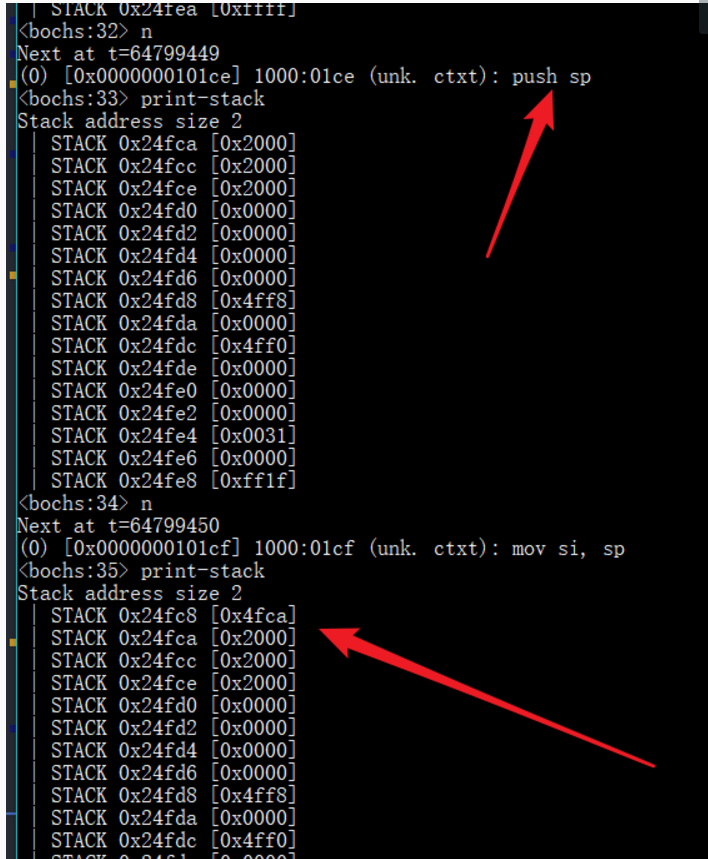 | STACK 0x24fea [0xffff]
<bochs:32> n
Next at t=64799449
(0) [0x0000000101ce] 1000:01ce (unk. ctxt): push sp
<bochs:33> print-stack
Stack address size 2
| STACK 0x24fca [0x2000]
| STACK 0x24fcc [0x2000]
| STACK 0x24fce [0x2000]
| STACK 0x24fd0 [0x0000]
| STACK 0x24fd2 [0x0000]
| STACK 0x24fd4 [0x0000]
| STACK 0x24fd6 [0x0000]
| STACK 0x24fd8 [0x4ff8]
| STACK 0x24fda [0x0000]
| STACK 0x24fdc [0x4ff0]
| STACK 0x24fde [0x0000]
| STACK 0x24fe0 [0x0000]
| STACK 0x24fe2 [0x0000]
| STACK 0x24fe4 [0x0031]
| STACK 0x24fe6 [0x0000]
| STACK 0x24fe8 [0xff1f]
<bochs:34> n
Next at t=64799450
(0) [0x0000000101cf] 1000:01cf (unk. ctxt): mov si, sp
<bochs:35> print-stack
Stack address size 2
| STACK 0x24fc8 [0x4fca]
| STACK 0x24fca [0x2000]
| STACK 0x24fcc [0x2000]
| STACK 0x24fce [0x2000]
| STACK 0x24fd0 [0x0000]
| STACK 0x24fd2 [0x0000]
| STACK 0x24fd4 [0x0000]
| STACK 0x24fd6 [0x0000]
| STACK 0x24fd8 [0x4ff8]
| STACK 0x24fda [0x0000]
| STACK 0x24fdc [0x4ff0]